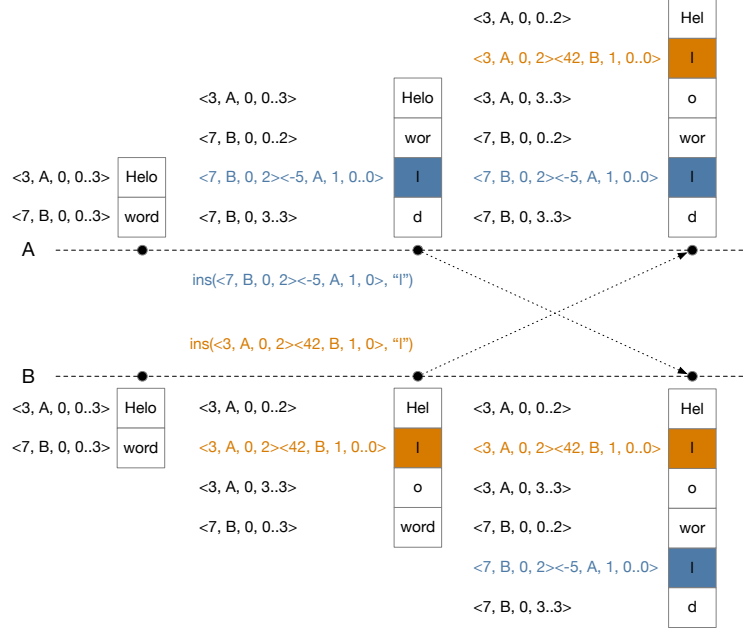 <3, A, 0, 0..2> Hel
<3, A, 0, 2><42, B, 1, 0..0> l
<3, A, 0, 0..3> Helo <3, A, 0, 3..3> o
<7, B, 0, 0..2> wor <7, B, 0, 0..2> wor
<3, A, 0, 0..3> Helo <7, B, 0, 2><-5, A, 1, 0..0> l <7, B, 0, 2><-5, A, 1, 0..0> l
<7, B, 0, 0..3> word <7, B, 0, 3..3> d <7, B, 0, 3..3> d
A
ins(<7, B, 0, 2><-5, A, 1, 0>, “l”)
ins(<3, A, 0, 2><42, B, 1, 0>, “l”)
B
<3, A, 0, 0..3> Helo <3, A, 0, 0..2> Hel <3, A, 0, 0..2> Hel
<7, B, 0, 0..3> word <3, A, 0, 2><42, B, 1, 0..0> l <3, A, 0, 2><42, B, 1, 0..0> l
<3, A, 0, 3..3> o <3, A, 0, 3..3> o
<7, B, 0, 0..3> word <7, B, 0, 0..2> wor
<7, B, 0, 2><-5, A, 1, 0..0> l
<7, B, 0, 3..3> d